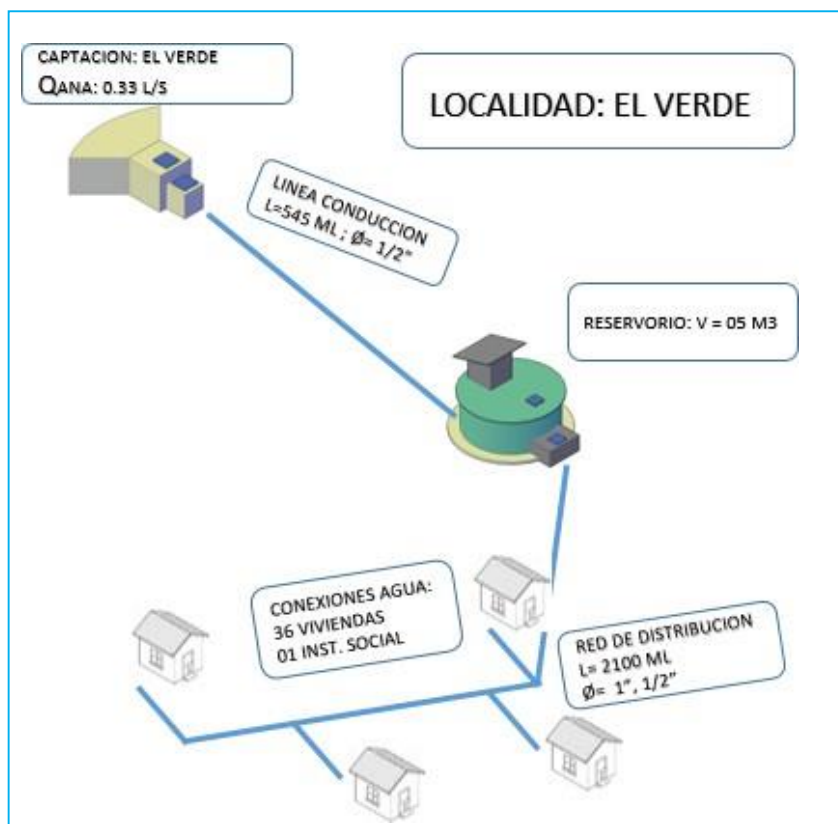 CAPTACION: EL VERDE
QANA: 0.33 L/S
LOCALIDAD: EL VERDE
LINEA CONDUCCION
L=545 ML ; Ø= 1/2"
RESERVORIO: V = 05 M3
CONEXIONES AGUA:
36 VIVIENDAS
01 INST. SOCIAL
RED DE DISTRIBUCION
L= 2100 ML
Ø= 1", 1/2"